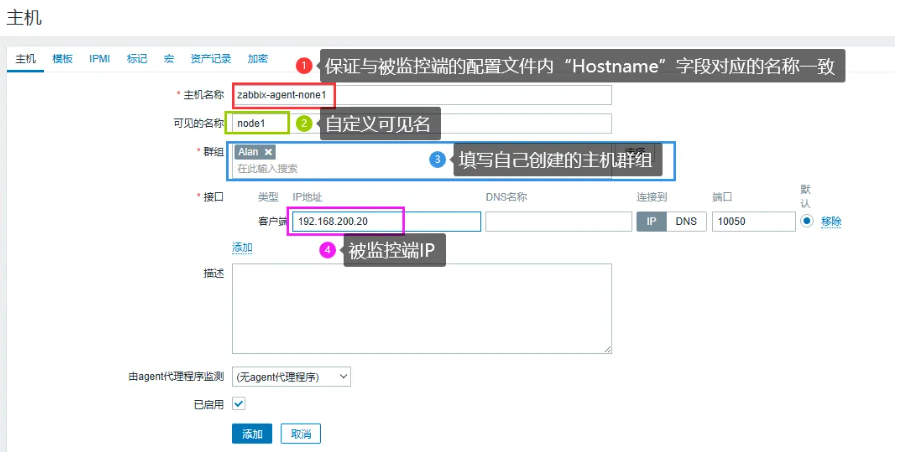 主机
主机 模板 IPMI 标记 宏 资产记录 加密
1 保证与被监控端的配置文件内“Hostname”字段对应的名称一致
* 主机名称 zabbix-agent-none1
可见的名称 node1 2 自定义可见名
* 群组 Alan ×
在此输入搜索 3 填写自己创建的主机群组
* 接口 类型 IP地址 DNS名称 连接到 端口 默认
客户端 192.168.200.20 IP DNS 10050 移除
添加 4 被监控端IP
描述
由agent代理程序监测 (无agent代理程序)
已启用
添加 取消